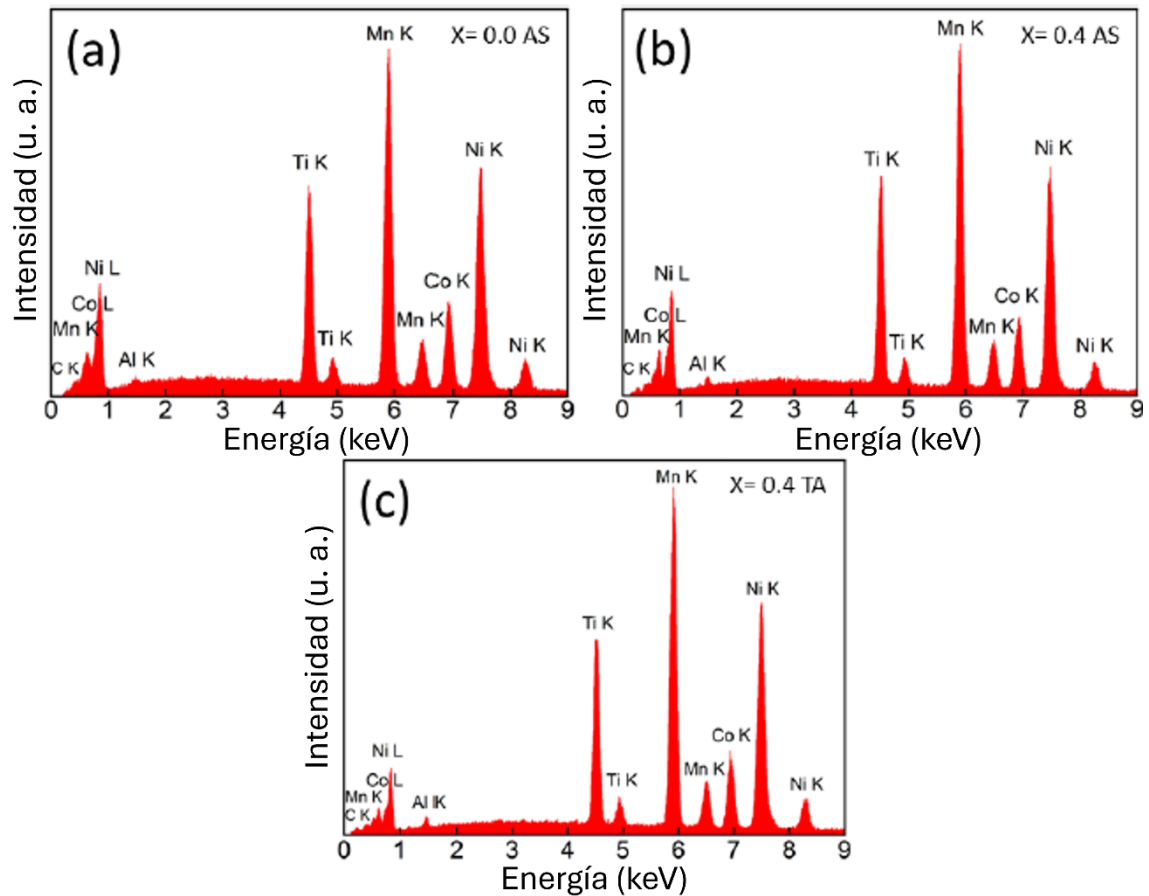 (a)
X= 0.0 AS
Mn K
Ti K
Ni K
Ni L
Co L
Mn K
C K
Al K
Ti K
Mn K
Co K
Ni K
0 1 2 3 4 5 6 7 8 9
Energía (keV)
Intensidad (u. a.)
(b)
X= 0.4 AS
Mn K
Ti K
Ni K
Ni L
Co L
Mn K
C K
Al K
Ti K
Mn K
Co K
Ni K
0 1 2 3 4 5 6 7 8 9
Energía (keV)
Intensidad (u. a.)
(c)
X= 0.4 TA
Mn K
Ti K
Ni K
Ni L
Co L
Mn K
C K
Al K
Ti K
Mn K
Co K
Ni K
0 1 2 3 4 5 6 7 8 9
Energía (keV)
Intensidad (u. a.)